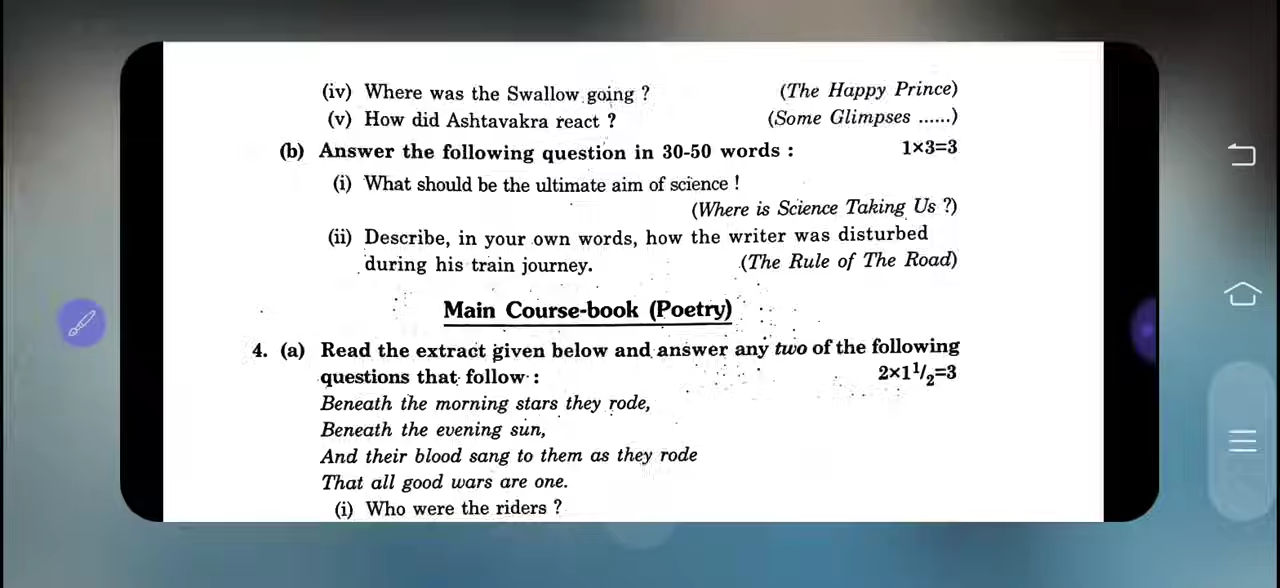 (iv) Where was the Swallow going ? (The Happy Prince)
(v) How did Ashtavakra react ? (Some Glimpses ......)
(b) Answer the following question in 30-50 words : 1×3=3
(i) What should be the ultimate aim of science !
(Where is Science Taking Us ?)
(ii) Describe, in your own words, how the writer was disturbed
during his train journey. (The Rule of The Road)
Main Course-book (Poetry)
4. (a) Read the extract given below and answer any two of the following
questions that follow : 2×1 1/2=3
Beneath the morning stars they rode,
Beneath the evening sun,
And their blood sang to them as they rode
That all good wars are one.
(i) Who were the riders ?